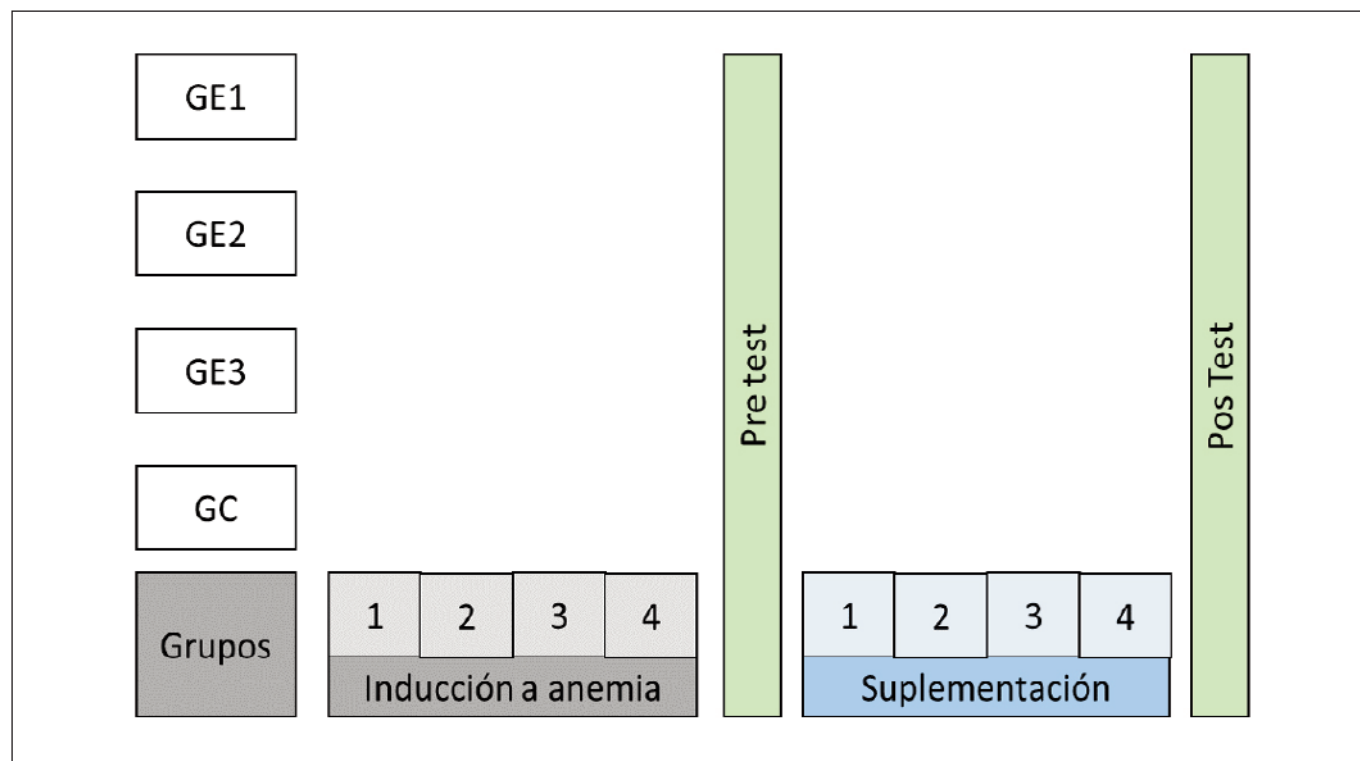 GE1
GE2
GE3
GC
Grupos
1 2 3 4
Inducción a anemia
Pre test
1 2 3 4
Suplementación
Pos Test